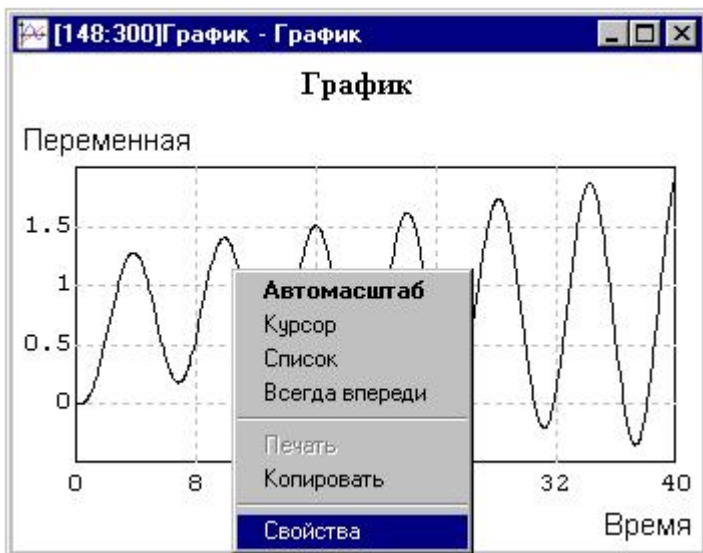 [148:300]График - График
График
Переменная
1.5
1
0.5
0
Автомасштаб
Курсор
Список
Всегда впереди
Печать
Копировать
Свойства
0 8 32 40
Время